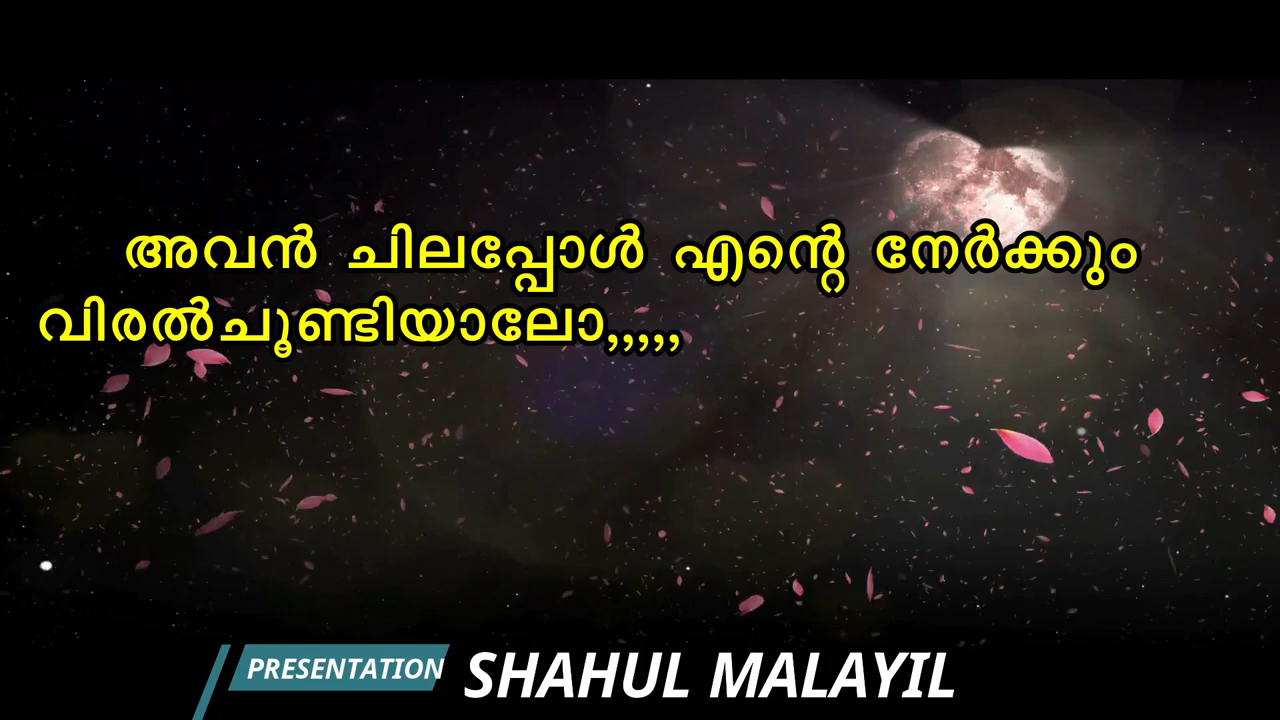 അവൻ ചിലപ്പോൾ എന്റെ നേർക്കും
വിരൽചൂണ്ടിയാലോ,,,,,
PRESENTATION SHAHUL MALAYIL